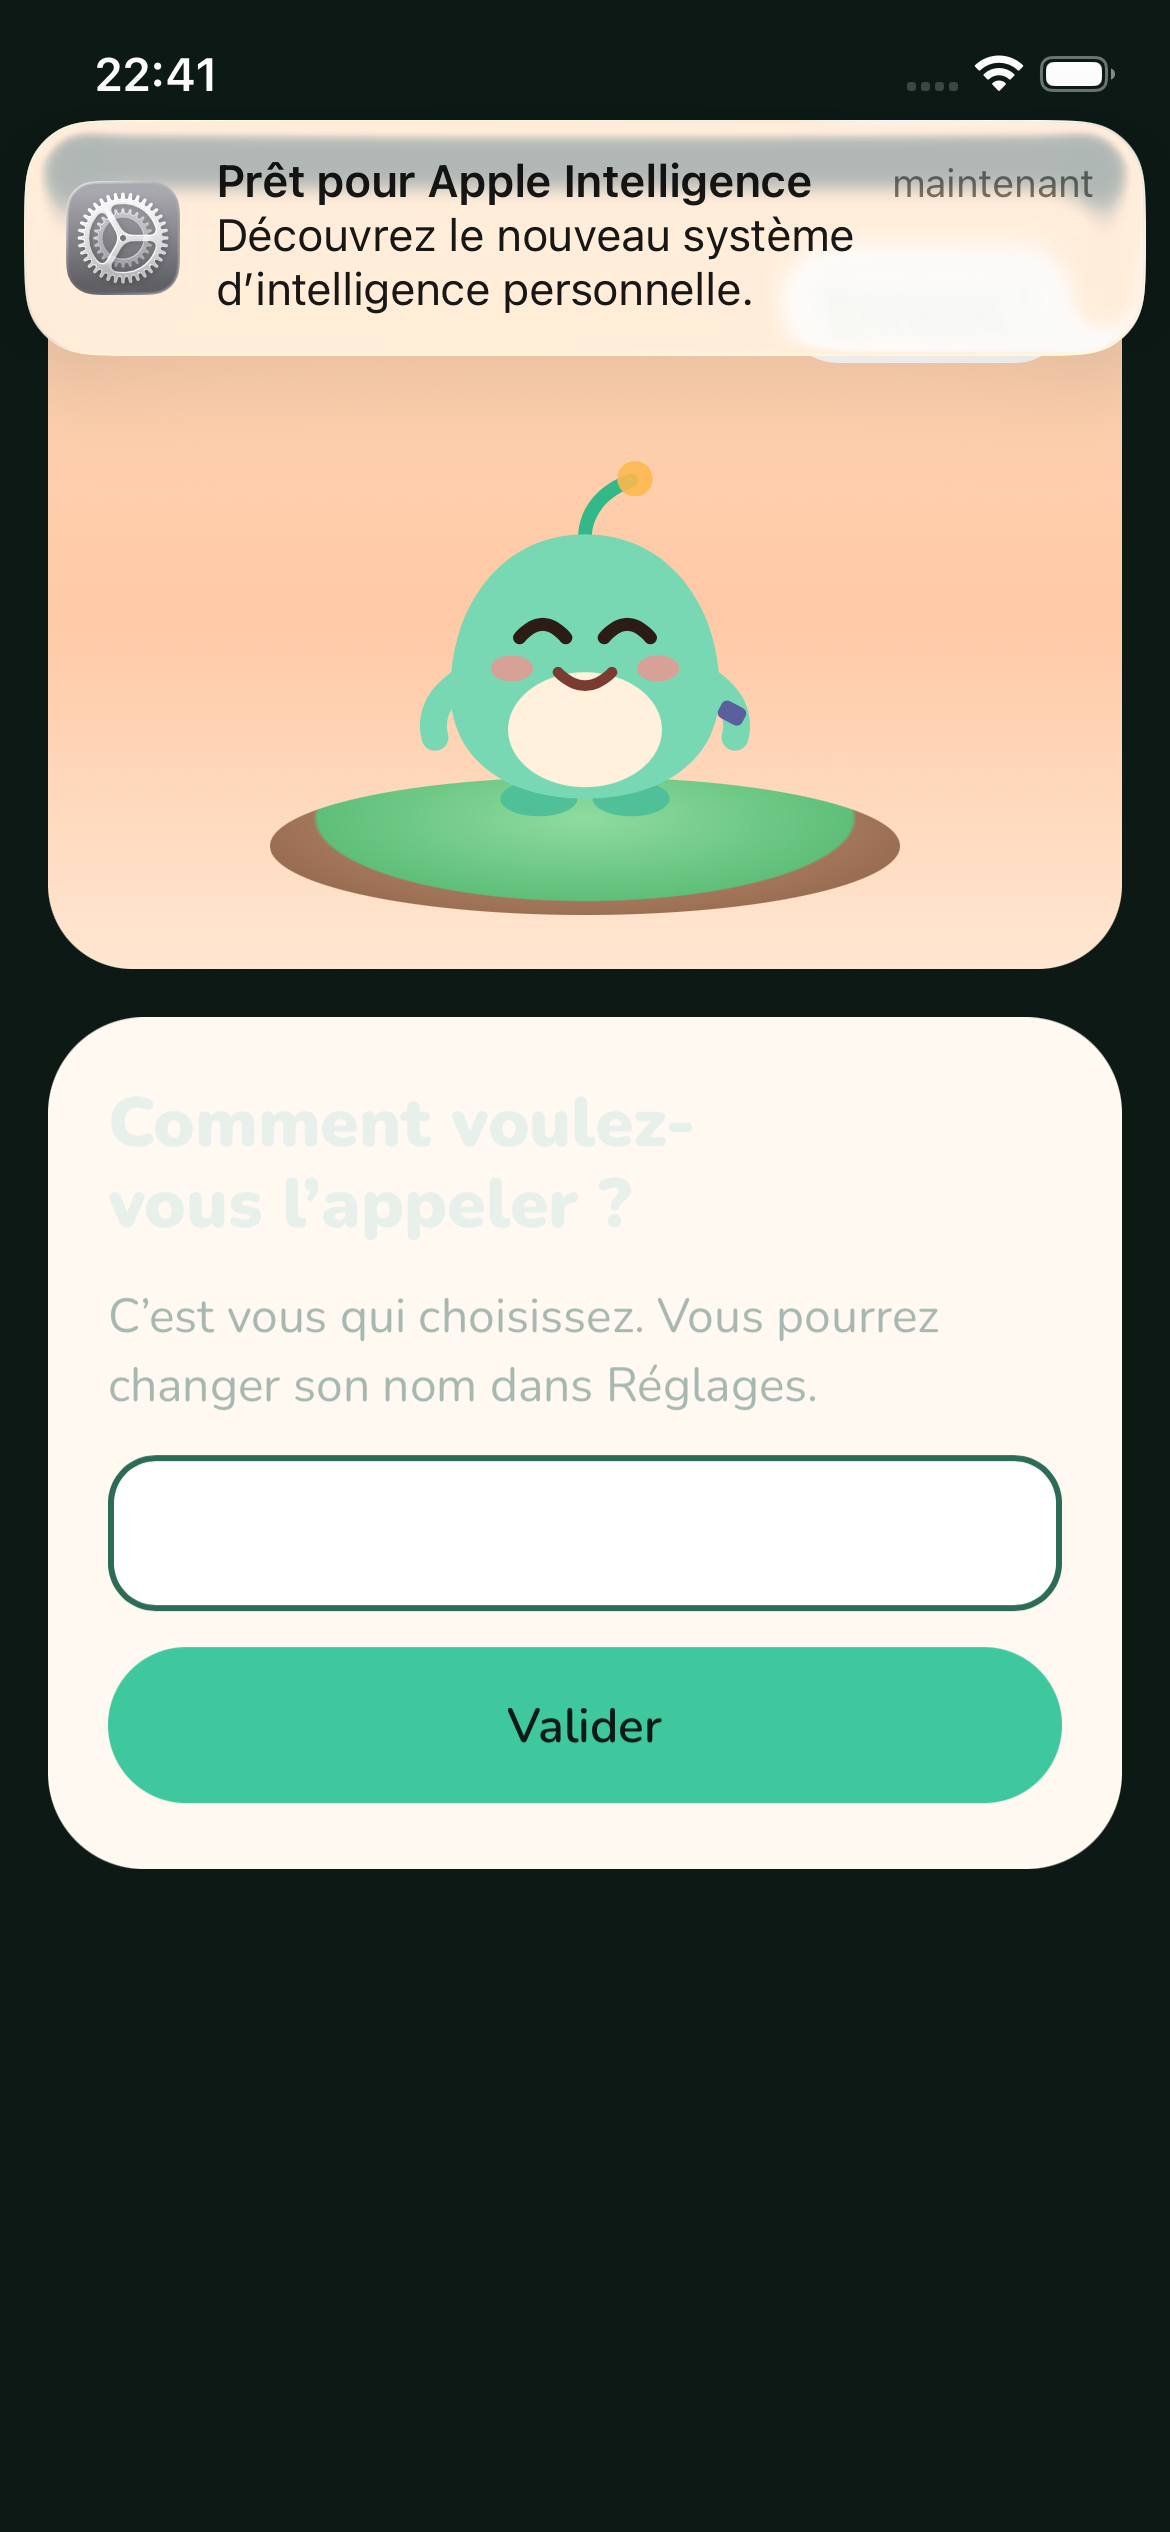 22:41
Prêt pour Apple Intelligence
maintenant
Découvrez le nouveau système
d’intelligence personnelle.
Comment voulez-
vous l’appeler ?
C’est vous qui choisissez. Vous pourrez
changer son nom dans Réglages.
Valider